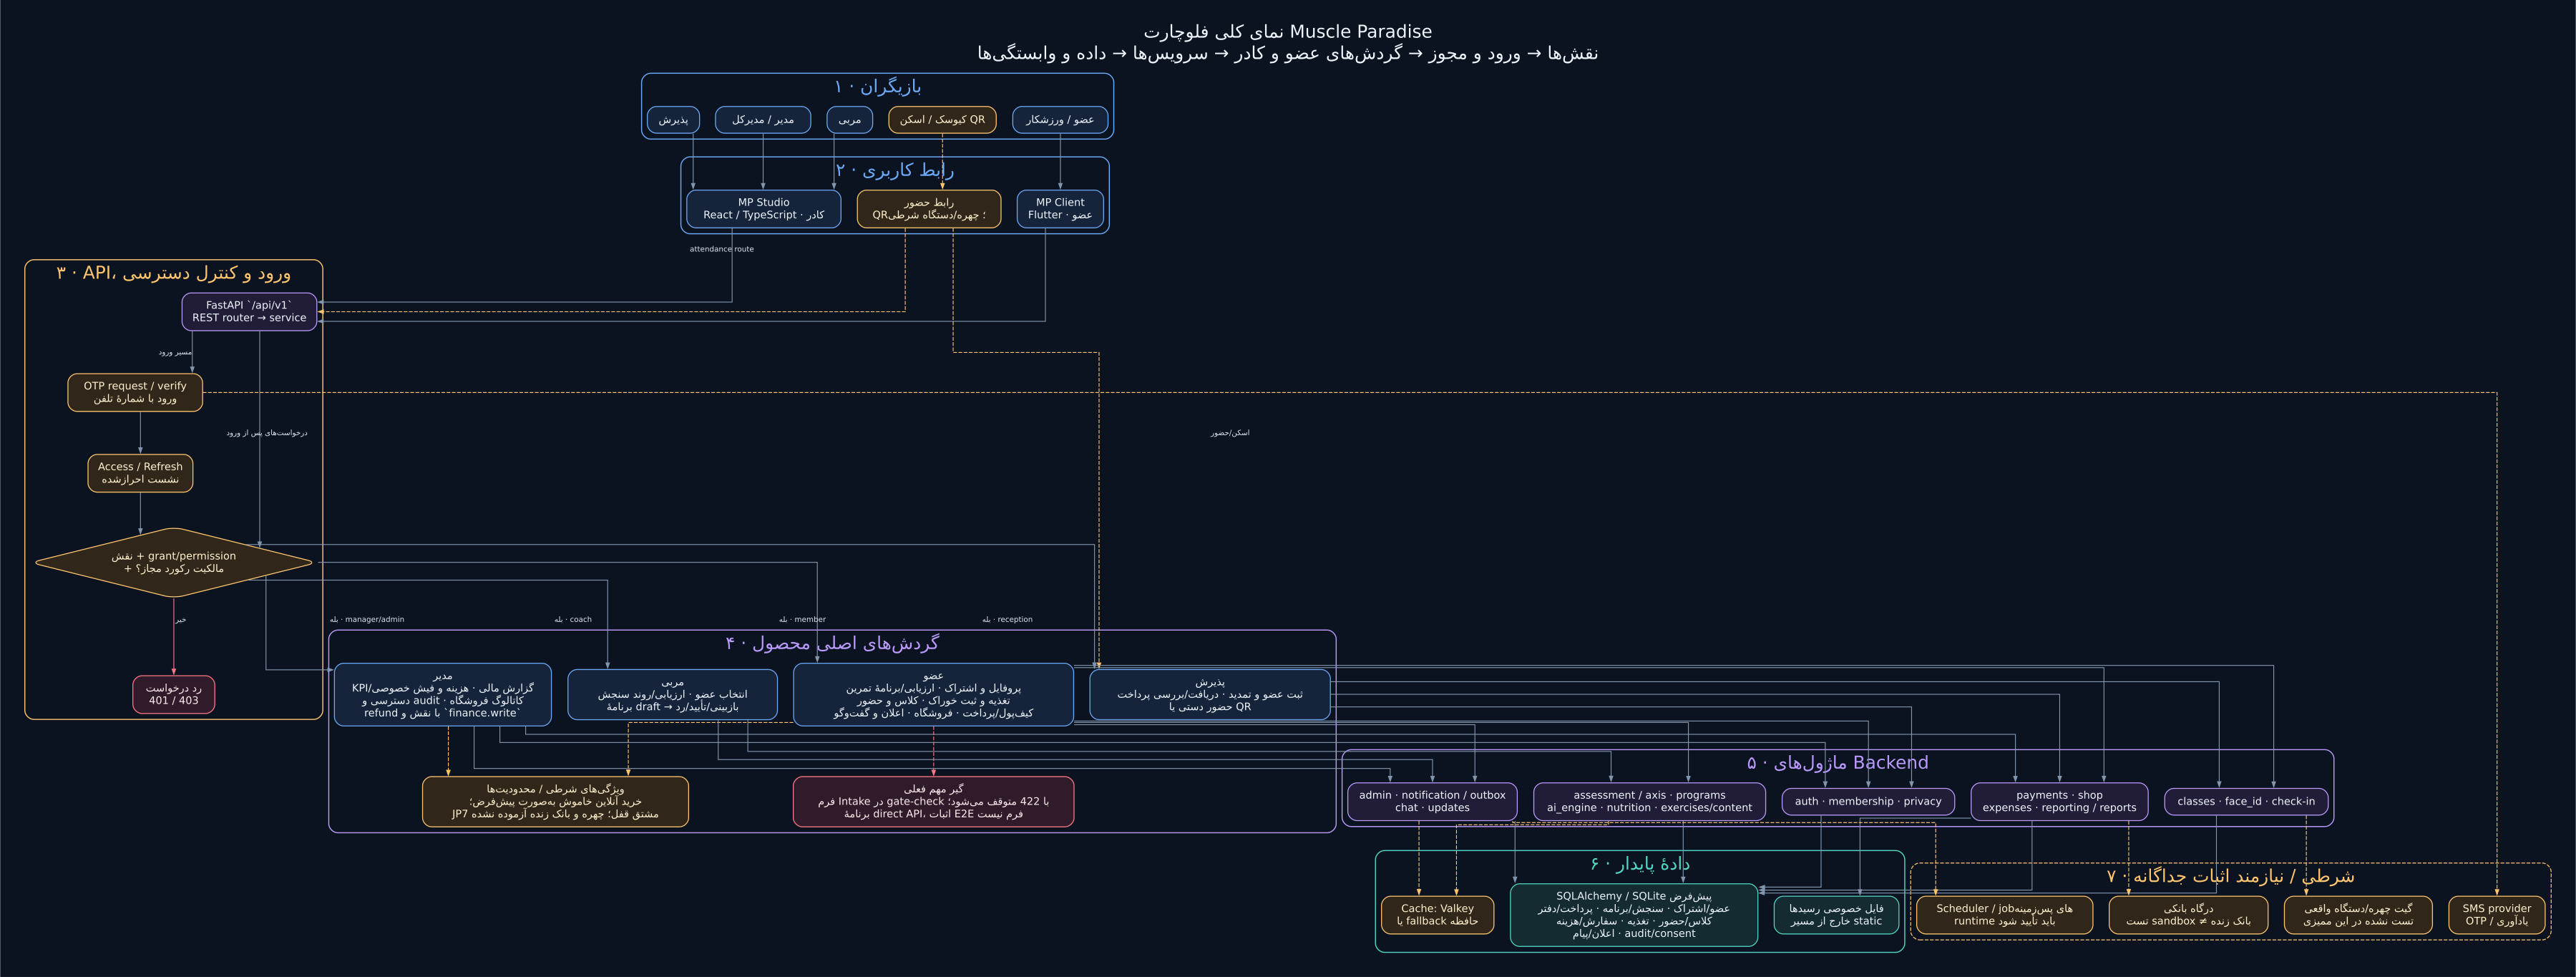 نمای کلی فلوچارت Muscle Paradise
نقش‌ها → ورود و مجوز → گردش‌های عضو و کادر → سرویس‌ها → داده و وابستگی‌ها
۱ · بازیگران
پذیرش
مدیر / مدیرکل
مربی
کیوسک / اسکن QR
عضو / ورزشکار
۲ · رابط کاربری
MP Studio
React / TypeScript · کادر
رابط حضور
QR؛ چهره/دستگاه شرطی
MP Client
Flutter · عضو
attendance route
۳ · API، ورود و کنترل دسترسی
FastAPI `/api/v1`
REST router → service
مسیر ورود
OTP request / verify
ورود با شمارهٔ تلفن
درخواست‌های پس از ورود
اسکن/حضور
Access / Refresh
نشست احرازشده
نقش + grant/permission
+ مالکیت رکورد مجاز؟
خیر
بله · manager/admin
بله · coach
بله · member
بله · reception
رد درخواست
401 / 403
۴ · گردش‌های اصلی محصول
مدیر
KPI/گزارش مالی · هزینه و فیش خصوصی
کاتالوگ فروشگاه · audit دسترسی و
refund با نقش و `finance.write`
مربی
انتخاب عضو · ارزیابی/روند سنجش
برنامهٔ draft → بازبینی/تأیید/رد
عضو
پروفایل و اشتراک · ارزیابی/برنامهٔ تمرین
تغذیه و ثبت خوراک · کلاس و حضور
کیف‌پول/پرداخت · فروشگاه · اعلان و گفت‌وگو
پذیرش
ثبت عضو و تمدید · دریافت/بررسی پرداخت
حضور دستی یا QR
ویژگی‌های شرطی / محدودیت‌ها
خرید آنلاین خاموش به‌صورت پیش‌فرض؛
JP7 مشتق قفل؛ چهره و بانک زنده آزموده نشده
گیر مهم فعلی
فرم Intake در gate-check با 422 متوقف می‌شود؛
برنامهٔ direct API، اثبات E2E فرم نیست
۵ · ماژول‌های Backend
admin · notification / outbox
chat · updates
assessment / axis · programs
ai_engine · nutrition · exercises/content
auth · membership · privacy
payments · shop
expenses · reporting / reports
classes · face_id · check-in
۶ · دادهٔ پایدار
Cache: Valkey
یا fallback حافظه
SQLAlchemy / SQLite پیش‌فرض
عضو/اشتراک · سنجش/برنامه · پرداخت/دفتر
کلاس/حضور · تغذیه · سفارش/هزینه
اعلان/پیام · audit/consent
فایل خصوصی رسیدها
خارج از مسیر static
۷ · شرطی / نیازمند اثبات جداگانه
Scheduler / jobهای پس‌زمینه
runtime باید تأیید شود
درگاه بانکی
تست sandbox ≠ بانک زنده
گیت چهره/دستگاه واقعی
تست نشده در این ممیزی
SMS provider
OTP / یادآوری